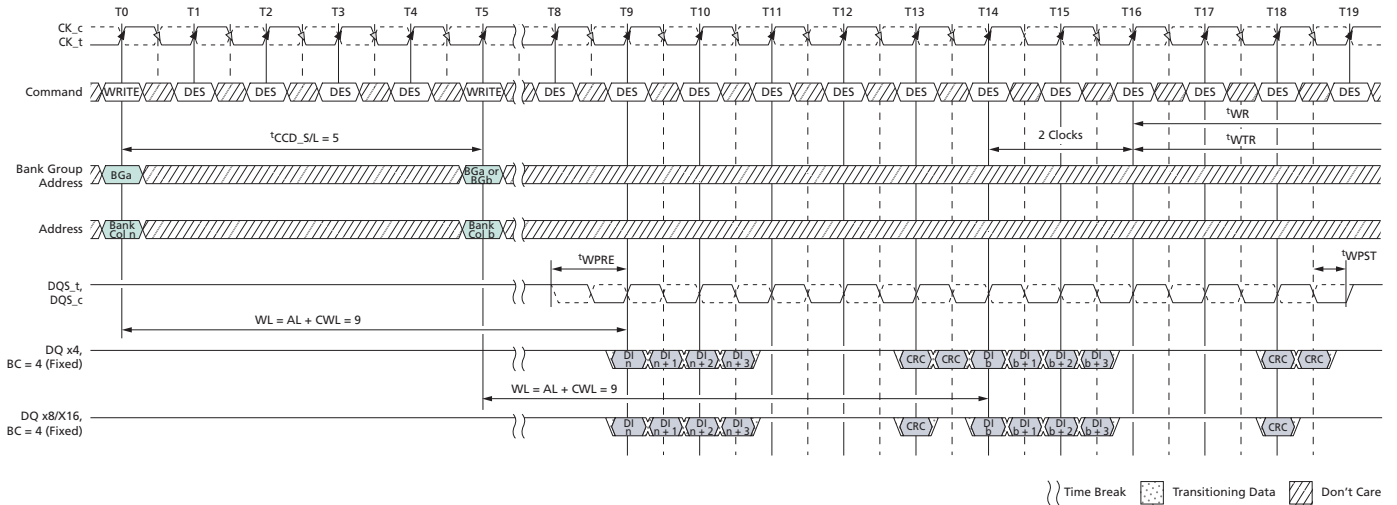 T0 T1 T2 T3 T4 T5 T8 T9 T10 T11 T12 T13 T14 T15 T16 T17 T18 T19
CK_c
CK_t
Command WRITE DES DES DES DES WRITE DES DES DES DES DES DES DES DES DES DES DES DES
tWR
tCCD_S/L = 5 2 Clocks tWTR
Bank Group
Address BGa BGa or
BGb
Address Bank
Col n Bank
Col b
tWPRE tWPST
DQS_t,
DQS_c
WL = AL + CWL = 9
DQ x4,
BC = 4 (Fixed) DI
n DI
n + 1 DI
n + 2 DI
n + 3 CRC CRC DI
b DI
b + 1 DI
b + 2 DI
b + 3 CRC CRC
WL = AL + CWL = 9
DQ x8/X16,
BC = 4 (Fixed) DI
n DI
n + 1 DI
n + 2 DI
n + 3 CRC DI
b DI
b + 1 DI
b + 2 DI
b + 3 CRC
Time Break Transitioning Data Don't Care